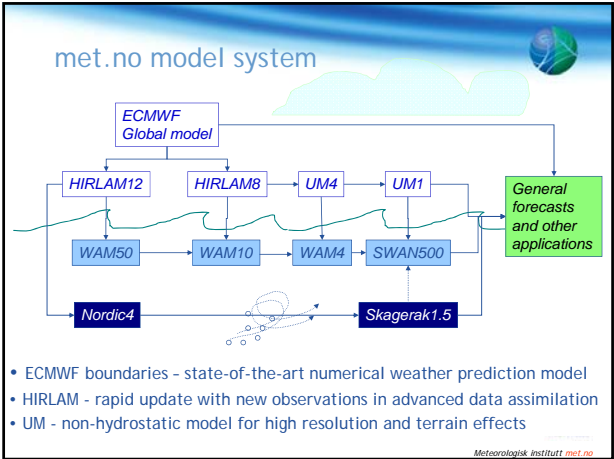 met.no model system
ECMWF
Global model
HIRLAM12
HIRLAM8
UM4
UM1
General
forecasts
and other
applications
WAM50
WAM10
WAM4
SWAN500
Nordic4
Skagerak1.5
• ECMWF boundaries – state-of-the-art numerical weather prediction model
• HIRLAM - rapid update with new observations in advanced data assimilation
• UM - non-hydrostatic model for high resolution and terrain effects
Meteorologisk institutt met.no